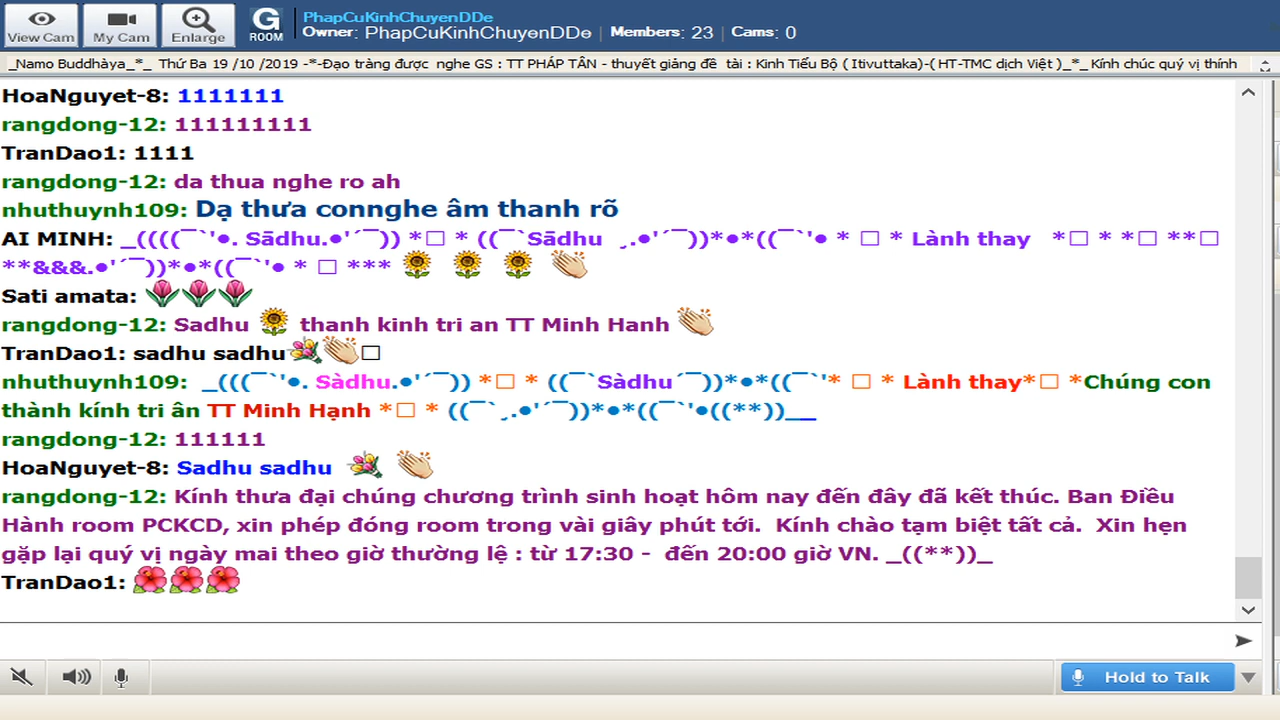 View Cam
My Cam
Enlarge
G ROOM
PhapCuKinhChuyenDDe
Owner: PhapCuKinhChuyenDDe | Members: 23 | Cams: 0
_Namo Buddhàya_*_ Thứ Ba 19 /10 /2019 -*-Đạo tràng được nghe GS : TT PHÁP TÂN - thuyết giảng đề tài : Kinh Tiểu Bộ ( Itivuttaka)-( HT-TMC dịch Việt )_*_ Kính chúc quý vị thính
HoaNguyet-8: 1111111
rangdong-12: 111111111
TranDao1: 1111
rangdong-12: da thua nghe ro ah
nhuthuynh109: Dạ thưa connghe âm thanh rõ
AI MINH: _((((¯`'●. Sādhu.●'´¯)) *□ * ((¯`Sādhu ¸.●'´¯))*●*((¯`'● * □ * Lành thay *□ * *□ **□
**&&&.●'´¯))*●*((¯`'● * □ *** 🌻 🌻 🌻 👏
Sati amata: 🌷🌷🌷
rangdong-12: Sadhu 🌻 thanh kinh tri an TT Minh Hanh 👏
TranDao1: sadhu sadhu💐👏□
nhuthuynh109: _(((¯`'●. Sàdhu.●'´¯)) *□ * ((¯`Sàdhu´¯))*●*((¯`'* □ * Lành thay*□ *Chúng con
thành kính tri ân TT Minh Hạnh *□ * ((¯`¸.●'´¯))*●*((¯`'●((**))__
rangdong-12: 111111
HoaNguyet-8: Sadhu sadhu 💐 👏
rangdong-12: Kính thưa đại chúng chương trình sinh hoạt hôm nay đến đây đã kết thúc. Ban Điều
Hành room PCKCD, xin phép đóng room trong vài giây phút tới. Kính chào tạm biệt tất cả. Xin hẹn
gặp lại quý vị ngày mai theo giờ thường lệ : từ 17:30 - đến 20:00 giờ VN. _((**))_
TranDao1: 🌺🌺🌺
Hold to Talk